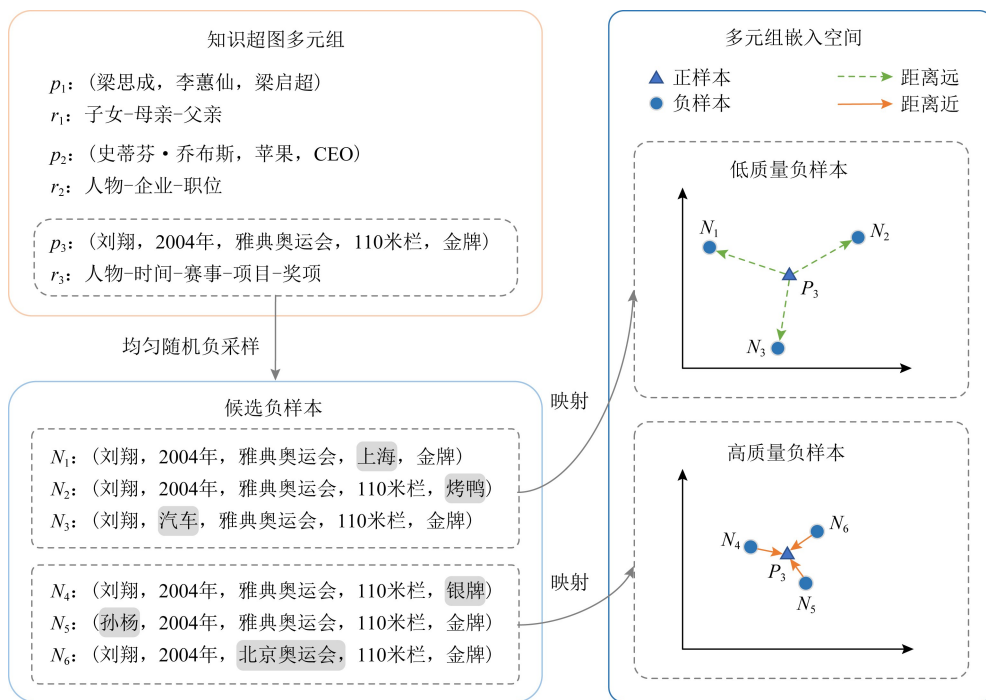 知识超图多元组
p₁：(梁思成，李蕙仙，梁启超)
r₁：子女-母亲-父亲
p₂：(史蒂芬·乔布斯，苹果，CEO)
r₂：人物-企业-职位
p₃：(刘翔，2004年，雅典奥运会，110米栏，金牌)
r₃：人物-时间-赛事-项目-奖项
均匀随机负采样
候选负样本
N₁：(刘翔，2004年，雅典奥运会，上海，金牌)
N₂：(刘翔，2004年，雅典奥运会，110米栏，烤鸭)
N₃：(刘翔，汽车，雅典奥运会，110米栏，金牌)
N₄：(刘翔，2004年，雅典奥运会，110米栏，银牌)
N₅：(孙杨，2004年，雅典奥运会，110米栏，金牌)
N₆：(刘翔，2004年，北京奥运会，110米栏，金牌)
映射
映射
多元组嵌入空间
正样本 距离远
负样本 距离近
低质量负样本
N₁
N₂
P₃
N₃
高质量负样本
N₆
N₄
P₃
N₅